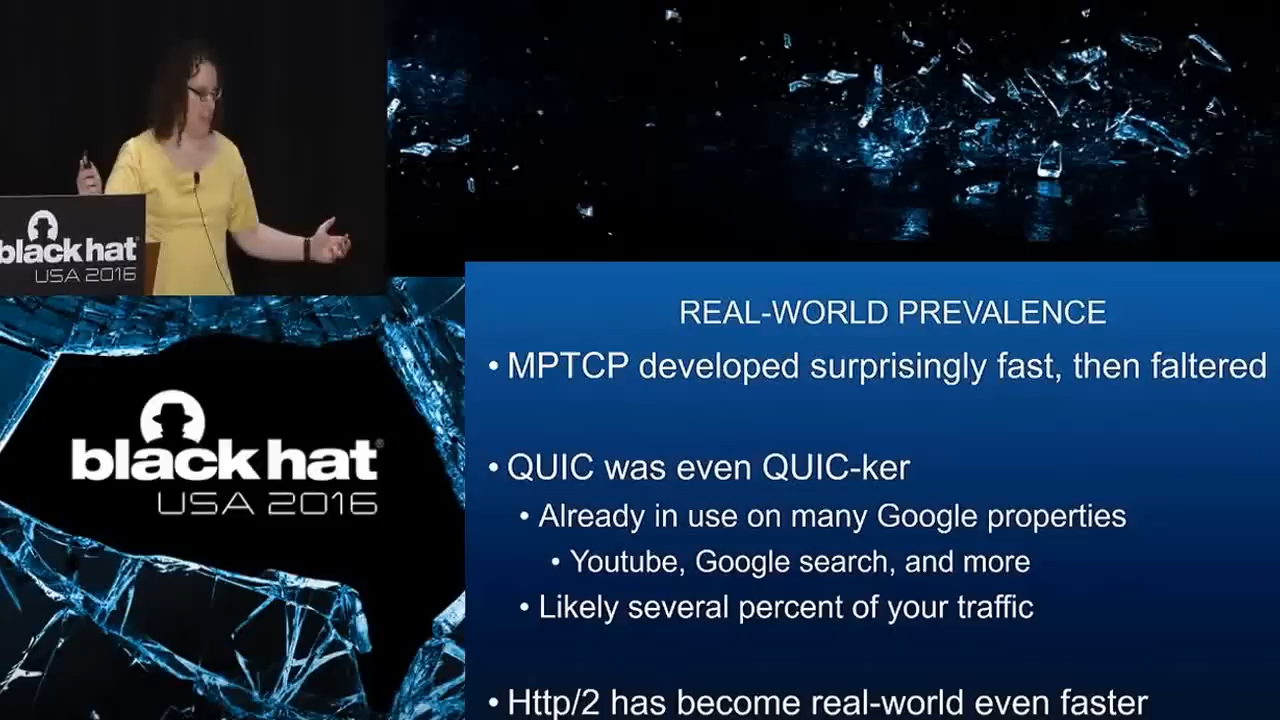 black hat
USA 2016
black hat®
USA 2016
REAL-WORLD PREVALENCE
• MPTCP developed surprisingly fast, then faltered
• QUIC was even QUIC-ker
• Already in use on many Google properties
• Youtube, Google search, and more
• Likely several percent of your traffic
• Http/2 has become real-world even faster